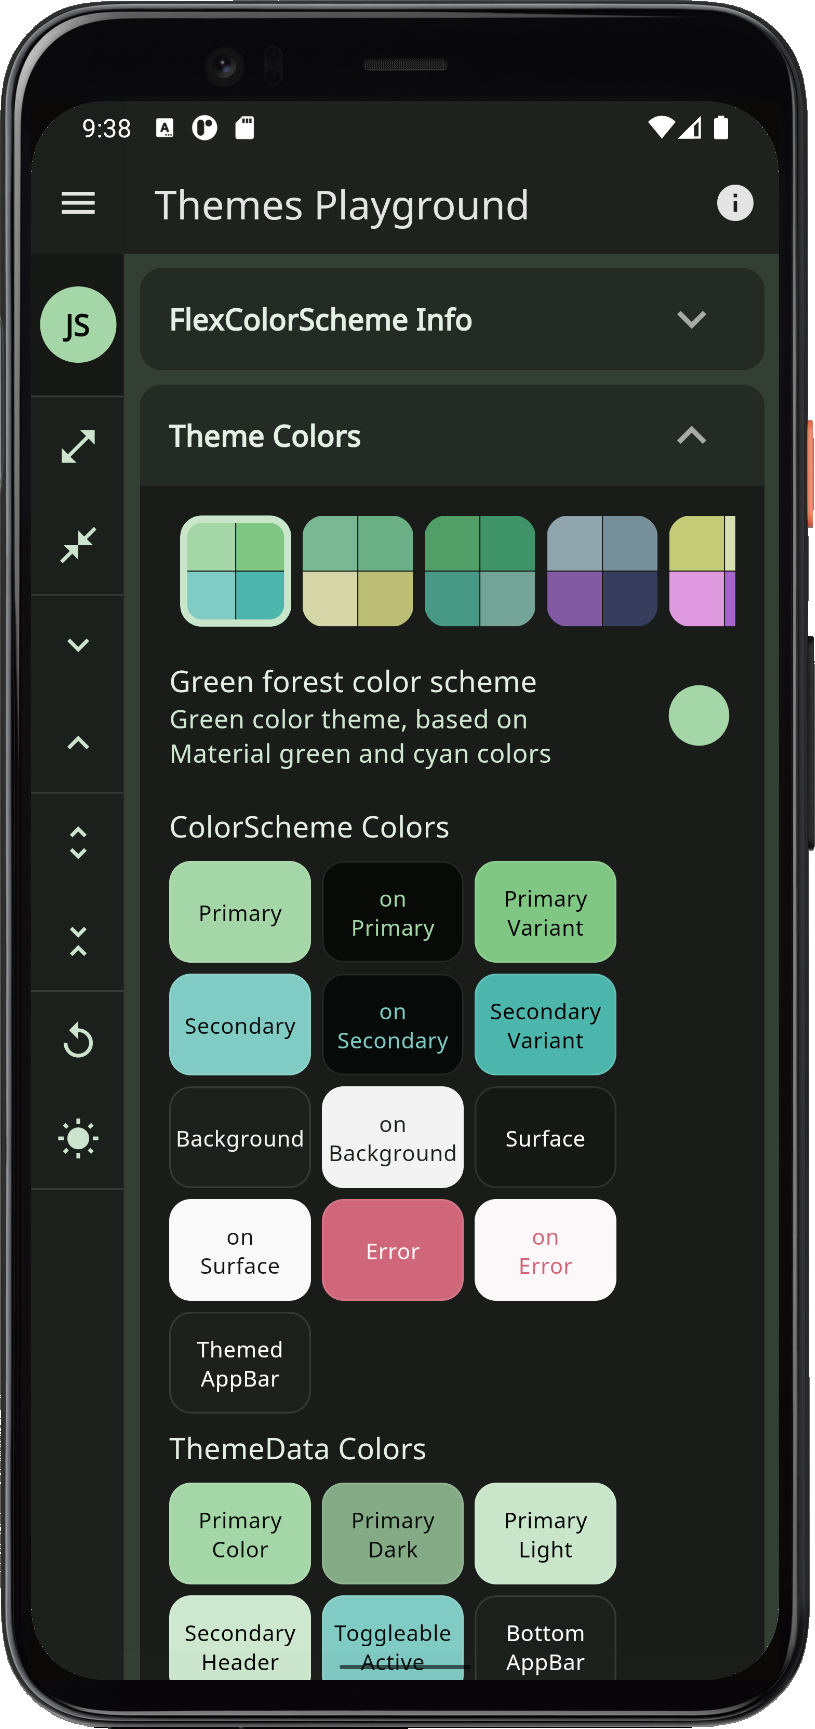 9:38
A
Themes Playground
i
JS
FlexColorScheme Info
Theme Colors
Green forest color scheme
Green color theme, based on
Material green and cyan colors
ColorScheme Colors
Primary
on
Primary
Primary
Variant
Secondary
on
Secondary
Secondary
Variant
Background
on
Background
Surface
on
Surface
Error
on
Error
Themed
AppBar
ThemeData Colors
Primary
Color
Primary
Dark
Primary
Light
Secondary
Header
Toggleable
Active
Bottom
AppBar